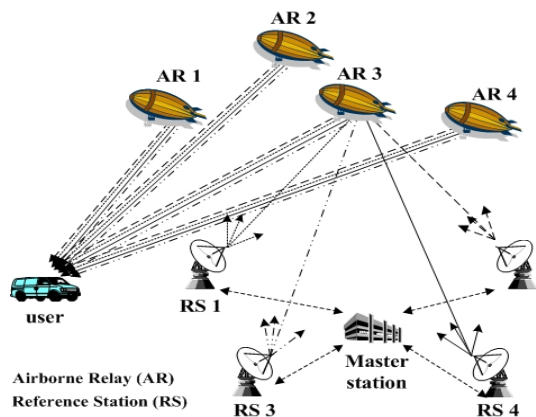 AR 2
AR 1
AR 3
AR 4
user
RS 1
Master
station
RS 3
RS 4
Airborne Relay (AR)
Reference Station (RS)